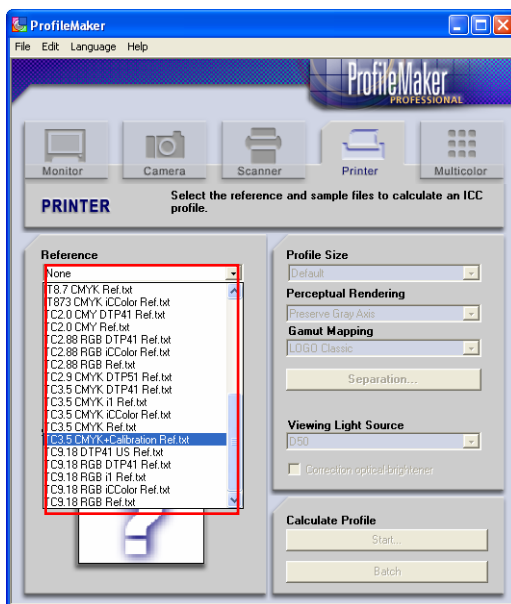 ProfileMaker
File Edit Language Help
ProfileMaker
PROFESSIONAL
Monitor Camera Scanner Printer Multicolor
PRINTER
Select the reference and sample files to calculate an ICC
profile.
Reference
None
IT8.7 CMYK Ref.txt
IT873 CMYK iCColor Ref.txt
TC2.0 CMY DTP41 Ref.txt
TC2.0 CMY Ref.txt
TC2.88 RGB DTP41 Ref.txt
TC2.88 RGB iCColor Ref.txt
TC2.88 RGB Ref.txt
TC2.9 CMYK DTP51 Ref.txt
TC3.5 CMYK DTP41 Ref.txt
TC3.5 CMYK i1 Ref.txt
TC3.5 CMYK iCColor Ref.txt
TC3.5 CMYK Ref.txt
TC3.5 CMYK+Calibration Ref.txt
TC9.18 DTP41 US Ref.txt
TC9.18 RGB DTP41 Ref.txt
TC9.18 RGB i1 Ref.txt
TC9.18 RGB iCColor Ref.txt
TC9.18 RGB Ref.txt
?
Profile Size
Default
Perceptual Rendering
Preserve Gray Axis
Gamut Mapping
LOGO Classic
Separation...
Viewing Light Source
D50
Correction optical-brightener
Calculate Profile
Start...
Batch